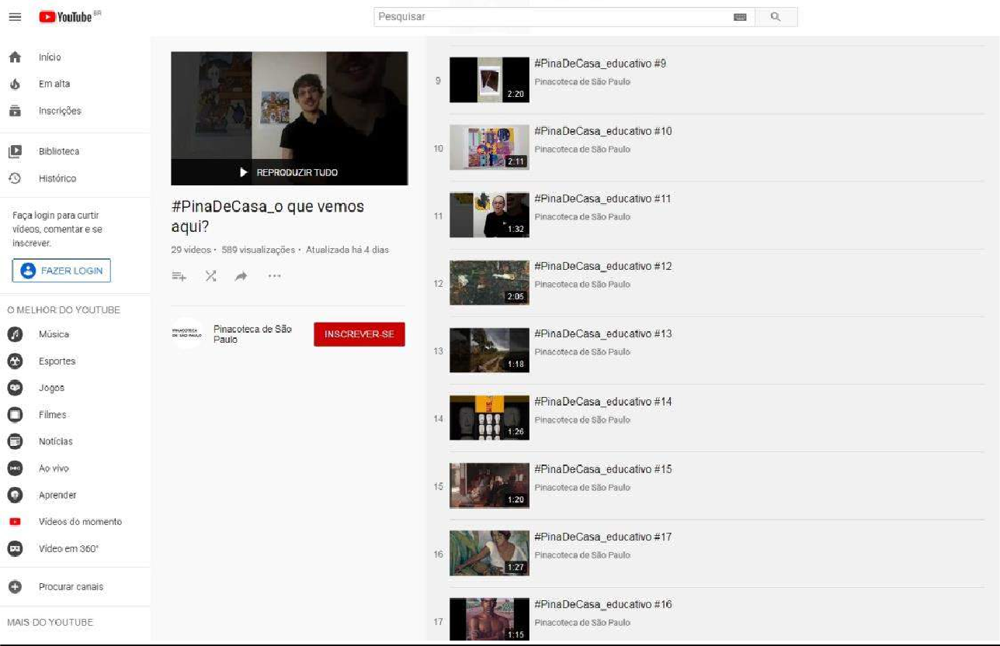 YouTube BR
Pesquisar
Início
Em alta
Inscrições
Biblioteca
Histórico
Faça login para curtir
vídeos, comentar e se
inscrever.
FAZER LOGIN
O MELHOR DO YOUTUBE
Música
Esportes
Jogos
Filmes
Notícias
Ao vivo
Aprender
Vídeos do momento
Vídeo em 360°
Procurar canais
MAIS DO YOUTUBE
REPRODUZIR TUDO
#PinaDeCasa_o que vemos
aqui?
29 vídeos • 589 visualizações • Atualizada há 4 dias
PINACOTECA
DE SÃO PAULO
Pinacoteca de São
Paulo
INSCREVER-SE
9
2:20
#PinaDeCasa_educativo #9
Pinacoteca de São Paulo
10
2:11
#PinaDeCasa_educativo #10
Pinacoteca de São Paulo
11
1:32
#PinaDeCasa_educativo #11
Pinacoteca de São Paulo
12
2:05
#PinaDeCasa_educativo #12
Pinacoteca de São Paulo
13
1:18
#PinaDeCasa_educativo #13
Pinacoteca de São Paulo
14
1:26
#PinaDeCasa_educativo #14
Pinacoteca de São Paulo
15
1:20
#PinaDeCasa_educativo #15
Pinacoteca de São Paulo
16
1:27
#PinaDeCasa_educativo #17
Pinacoteca de São Paulo
17
1:15
#PinaDeCasa_educativo #16
Pinacoteca de São Paulo